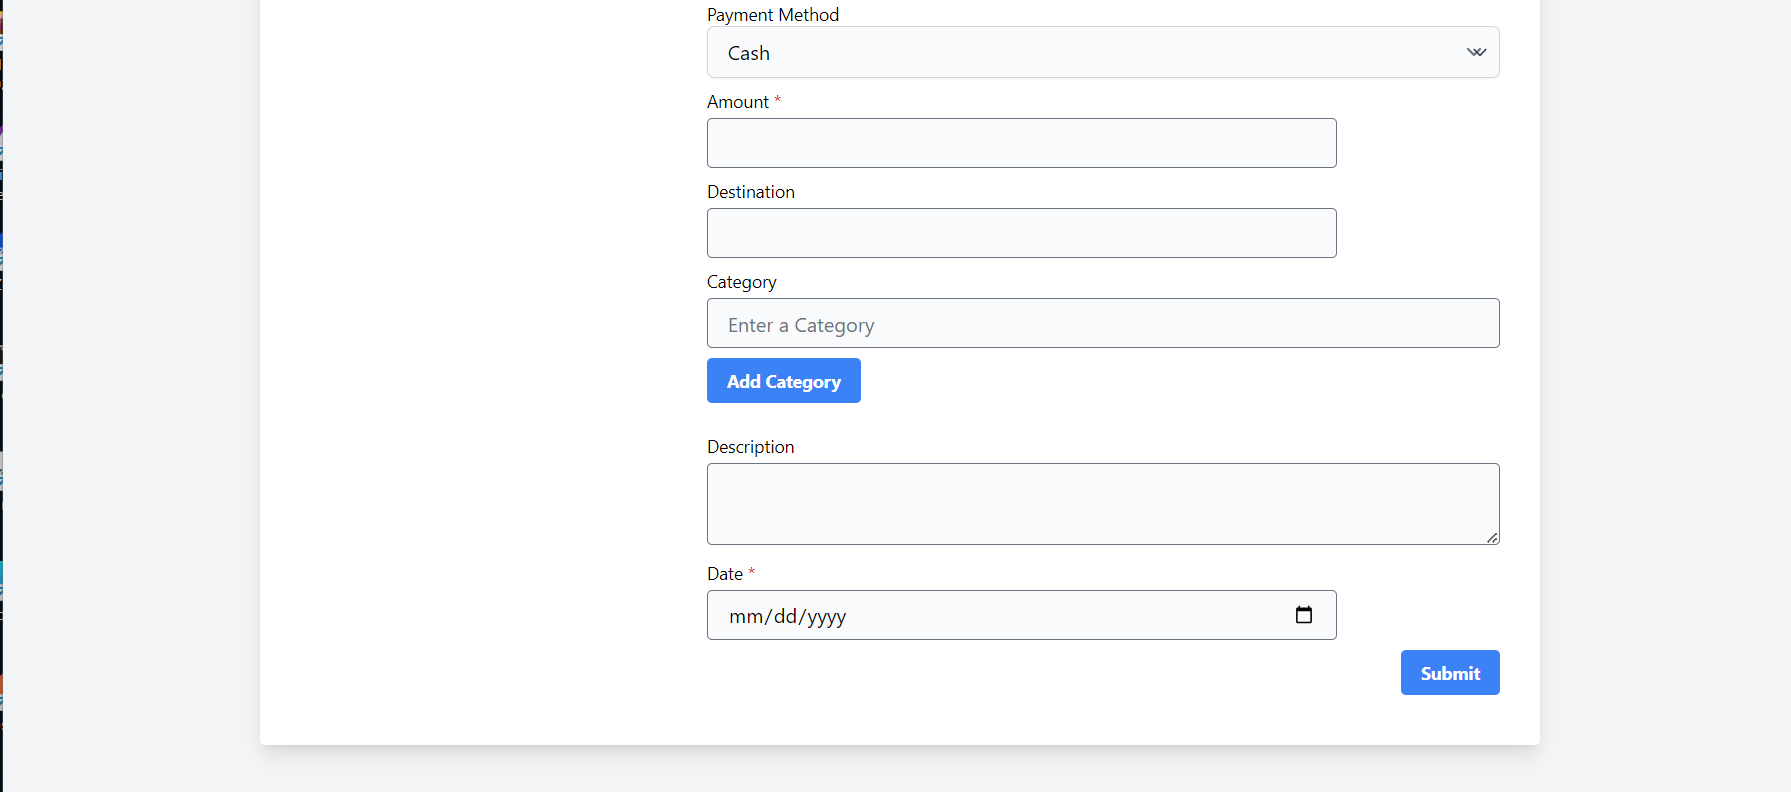 Payment Method
Cash
Amount *
Destination
Category
Enter a Category
Add Category
Description
Date *
mm/dd/yyyy
Submit